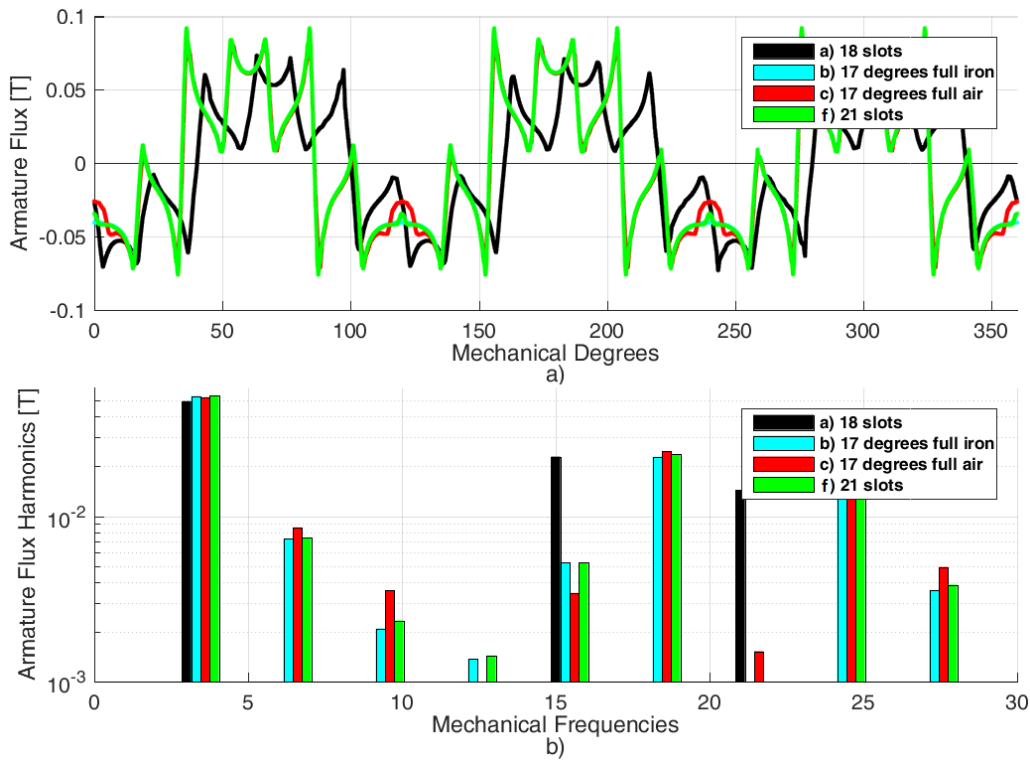 0.1
0.05
0
-0.05
-0.1
Armature Flux [T]
a) 18 slots
b) 17 degrees full iron
c) 17 degrees full air
f) 21 slots
0 50 100 150 200 250 300 350
Mechanical Degrees
a)
Armature Flux Harmonics [T]
10-2
10-3
a) 18 slots
b) 17 degrees full iron
c) 17 degrees full air
f) 21 slots
0 5 10 15 20 25 30
Mechanical Frequencies
b)